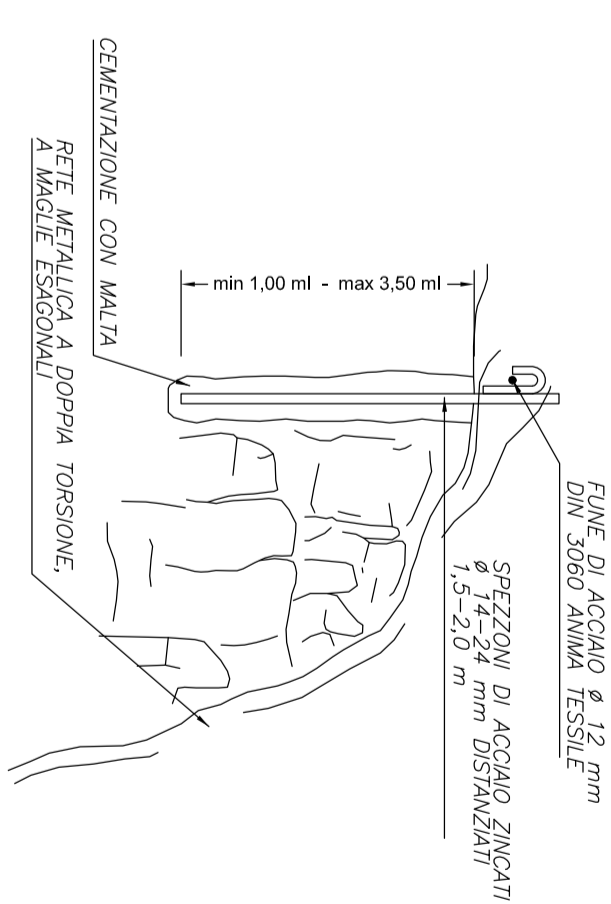 FUNE DI ACCIAIO ø 12 mm
DIN 3060 ANIMA TESSILE
SPEZZONI DI ACCIAIO ZINCATI
ø 14-24 mm DISTANZIATI
1,5-2,0 m
min 1,00 ml - max 3,50 ml
CEMENTAZIONE CON MALTA
RETE METALLICA A DOPPIA TORSIONE,
A MAGLIE ESAGONALI